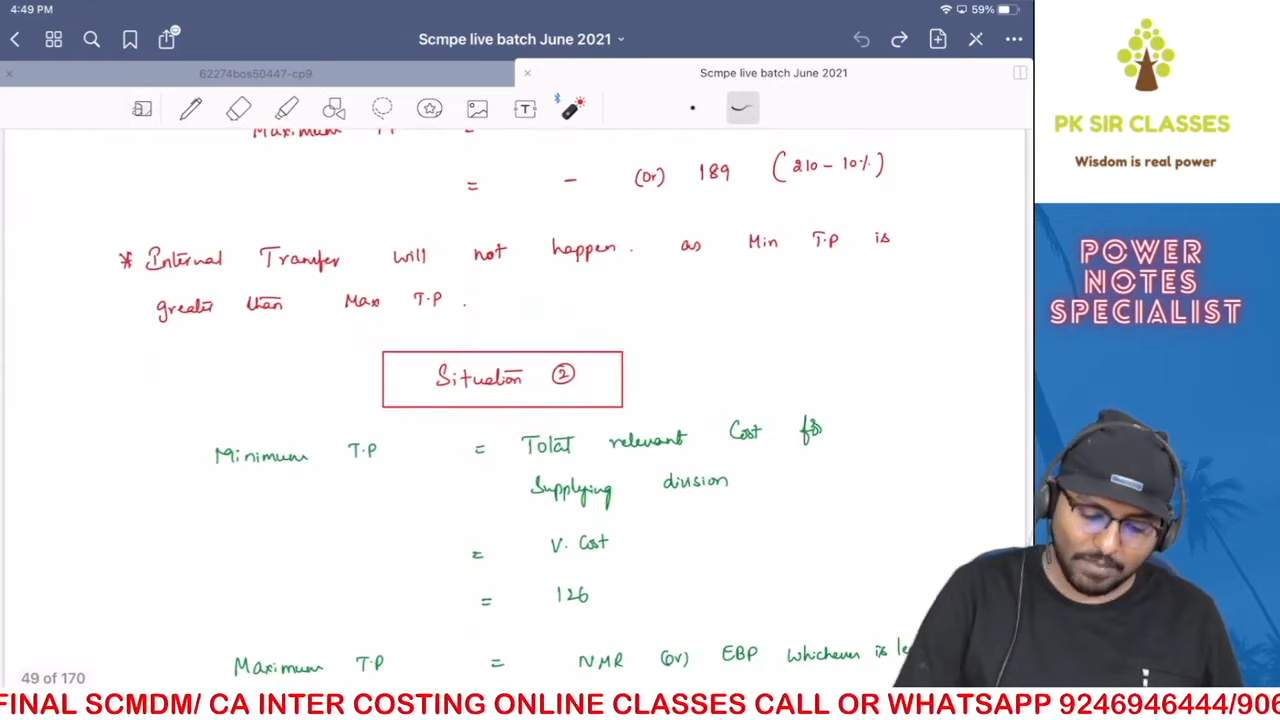 4:49 PM
59%
Scmpe live batch June 2021
62274bos50447-cp9
Scmpe live batch June 2021
Maximum T.P =
= - (or) 189 (210 - 10%)
* Internal Transfer will not happen. as Min T.P is
greater than Max T.P.
Situation 2
Minimum T.P = Total relevant Cost for
Supplying division
= V. Cost
= 126
Maximum T.P = NMR (or) EBP whichever is le
49 of 170
PK SIR CLASSES
Wisdom is real power
POWER
NOTES
SPECIALIST
FINAL SCMDM/ CA INTER COSTING ONLINE CLASSES CALL OR WHATSAPP 9246946444/906